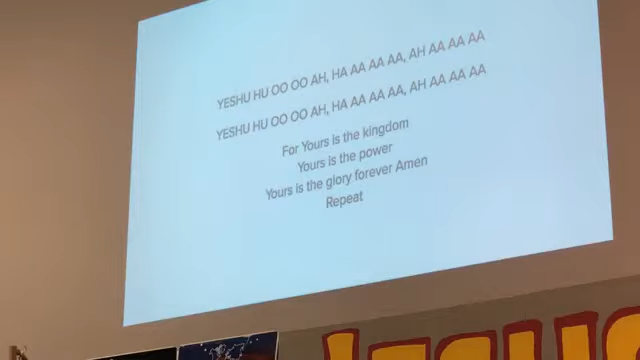 YESHU HU OO OO AH, HA AA AA AA, AH AA AA AA
YESHU HU OO OO AH, HA AA AA AA, AH AA AA AA
For Yours is the kingdom
Yours is the power
Yours is the glory forever Amen
Repeat
JESUS